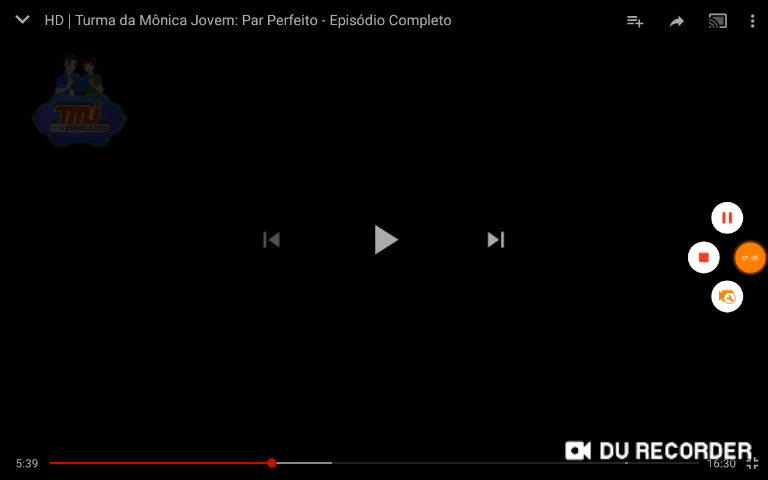 HD | Turma da Mônica Jovem: Par Perfeito - Episódio Completo
TMJ
5:39
DU RECORDER
16:30